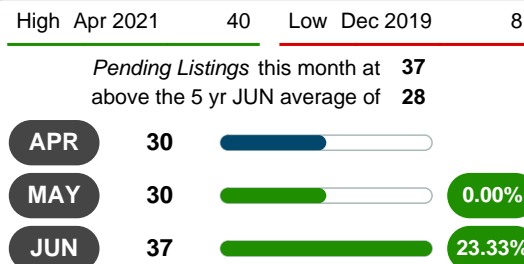 High Apr 2021 40 Low Dec 2019 8
Pending Listings this month at 37
above the 5 yr JUN average of 28
APR 30
MAY 30 0.00%
JUN 37 23.33%